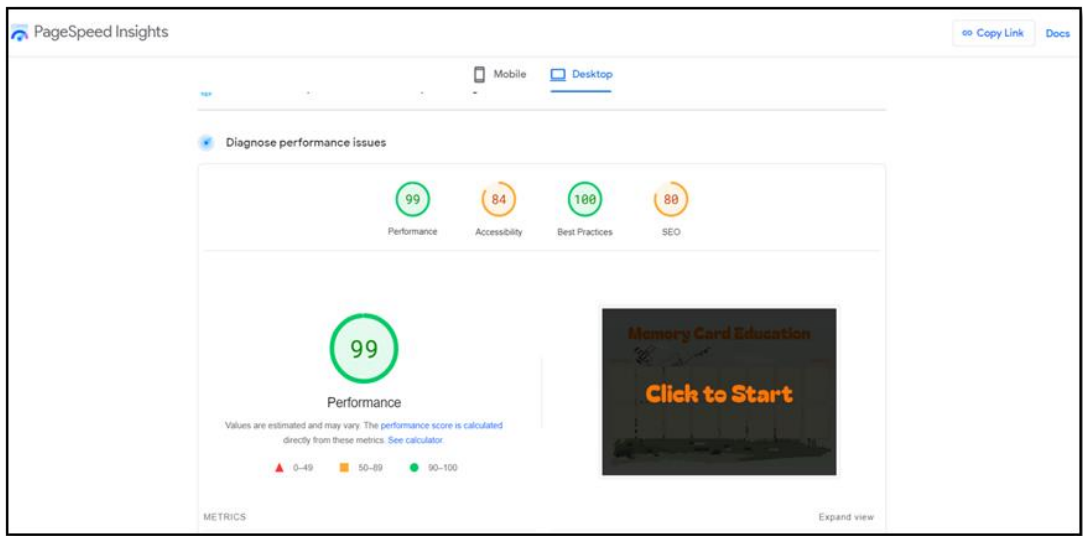 PageSpeed Insights
Copy Link
Docs
Mobile
Desktop
Diagnose performance issues
99
84
100
80
Performance
Accessibility
Best Practices
SEO
99
Performance
Values are estimated and may vary. The performance score is calculated
directly from these metrics. See calculator.
0–49
50–89
90–100
Memory Card Education
Click to Start
METRICS
Expand view